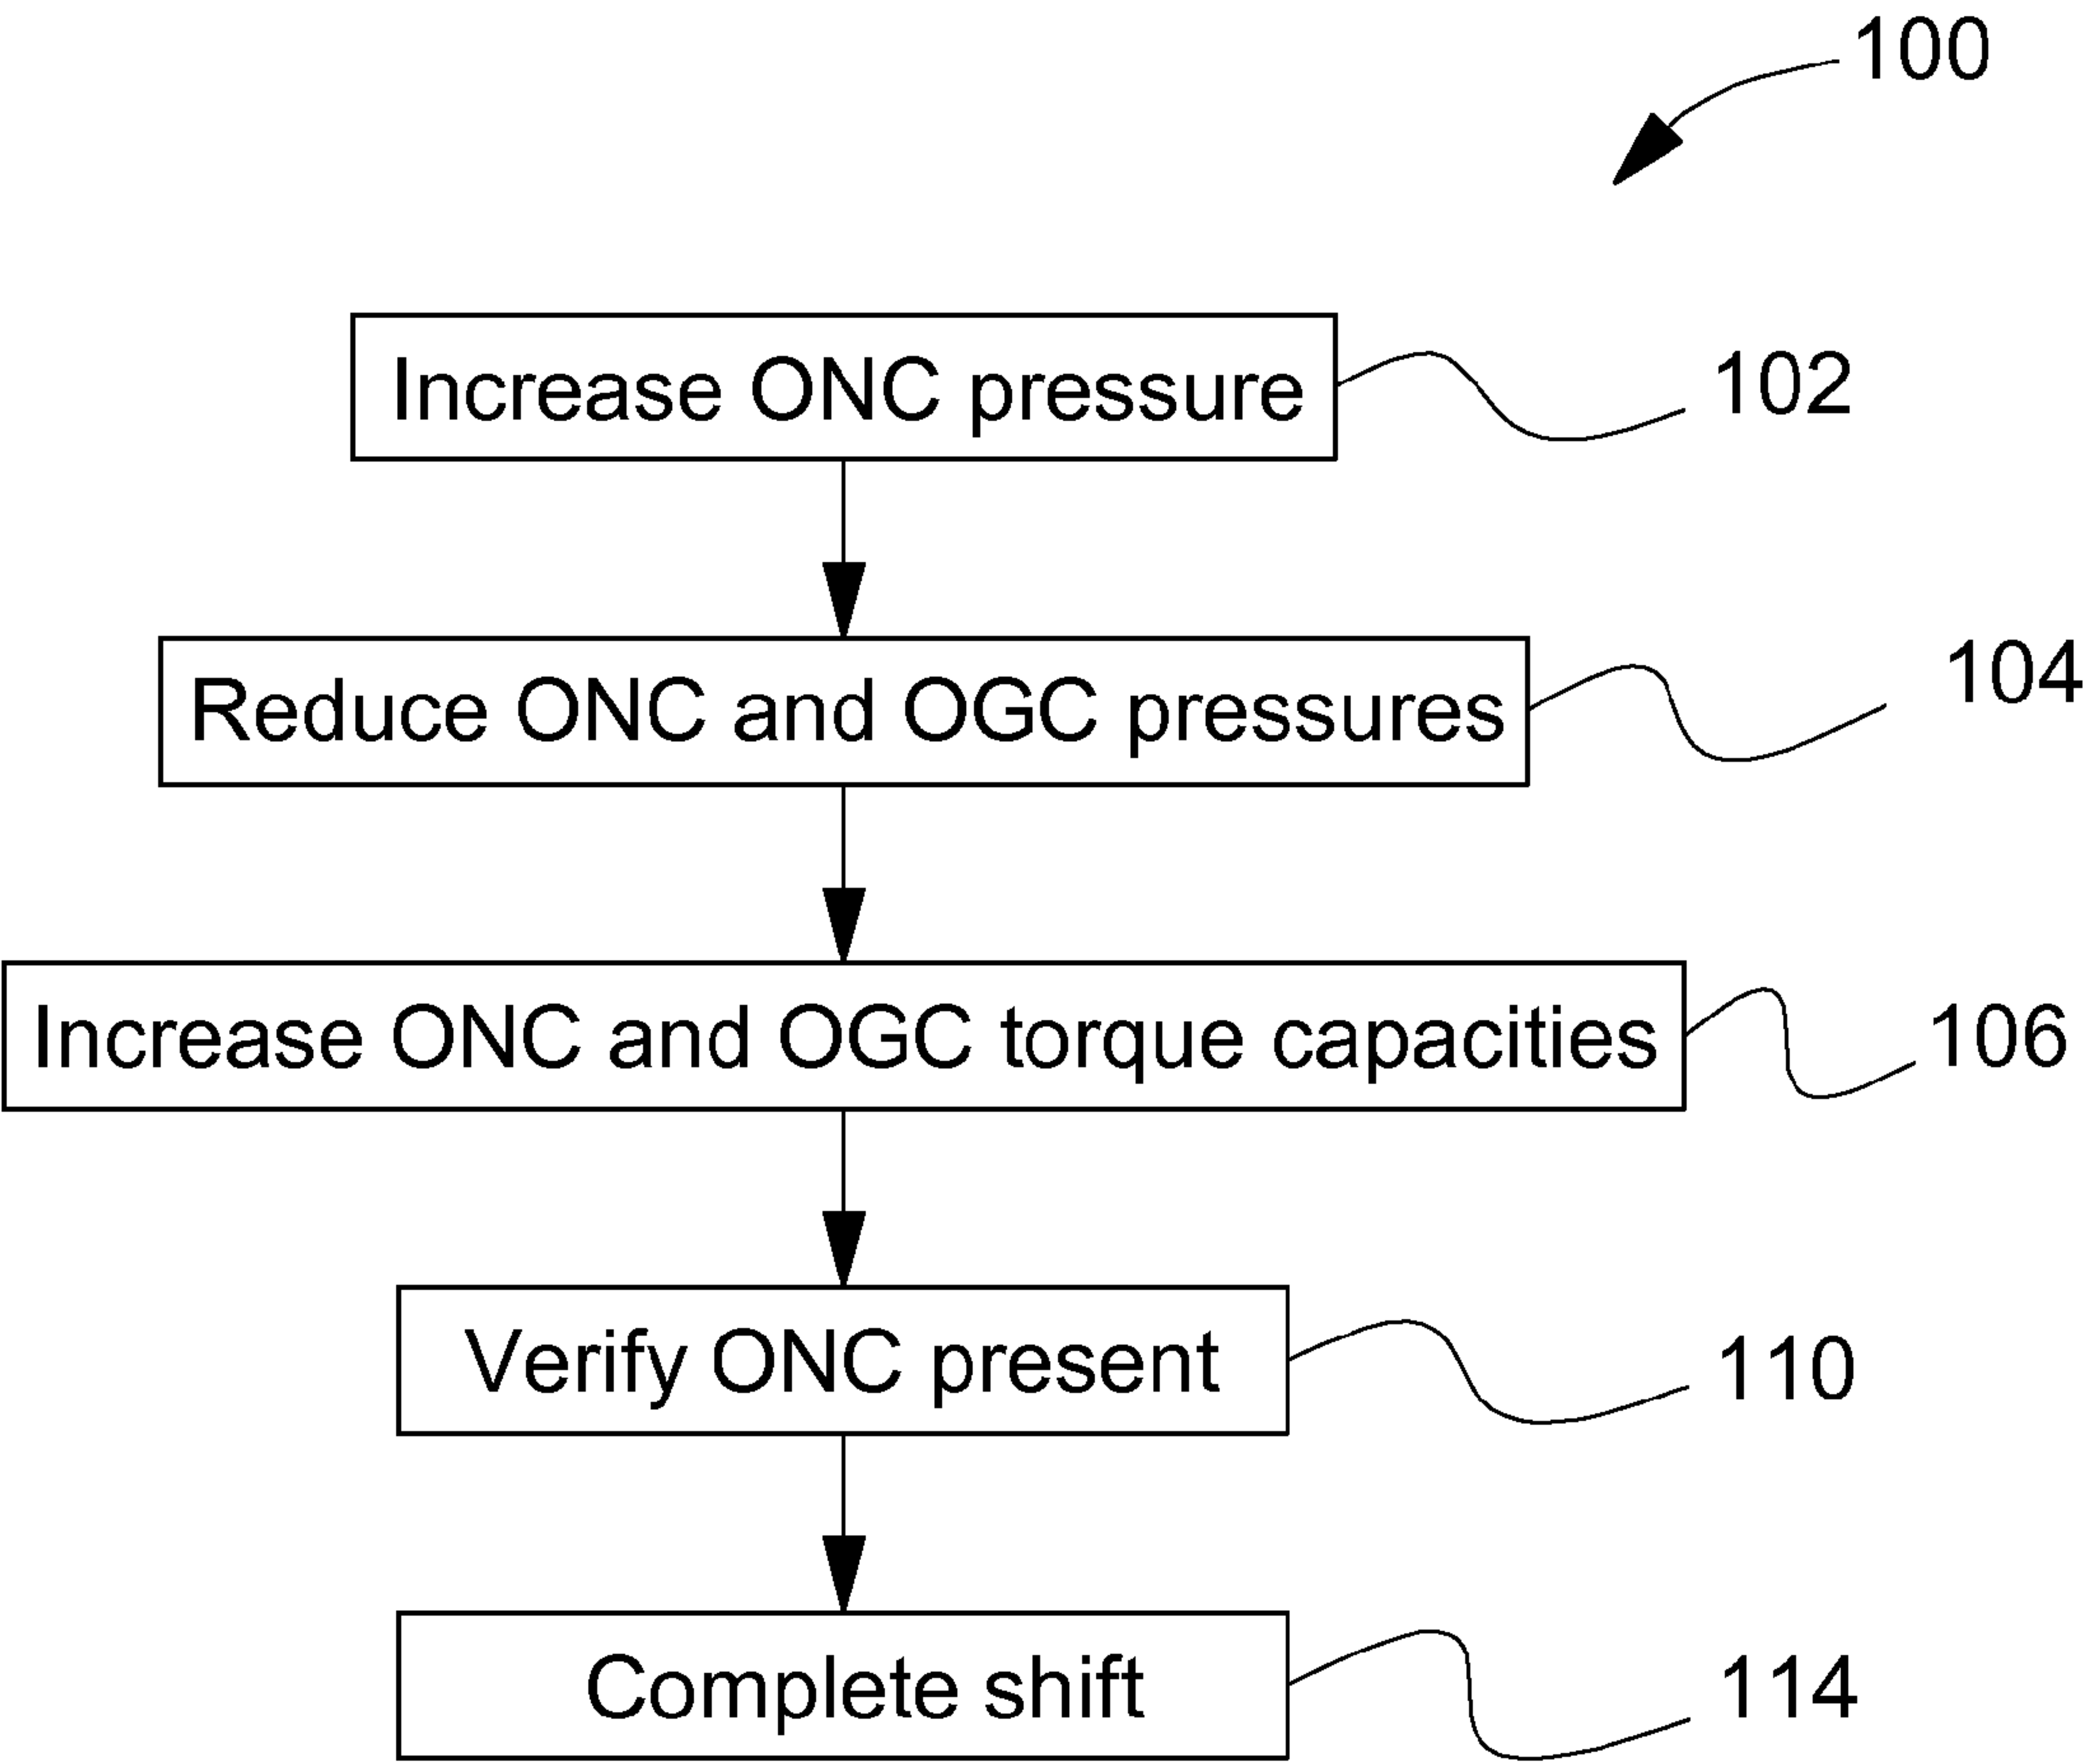 100
Increase ONC pressure
102
Reduce ONC and OGC pressures
104
Increase ONC and OGC torque capacities
106
Verify ONC present
110
Complete shift
114